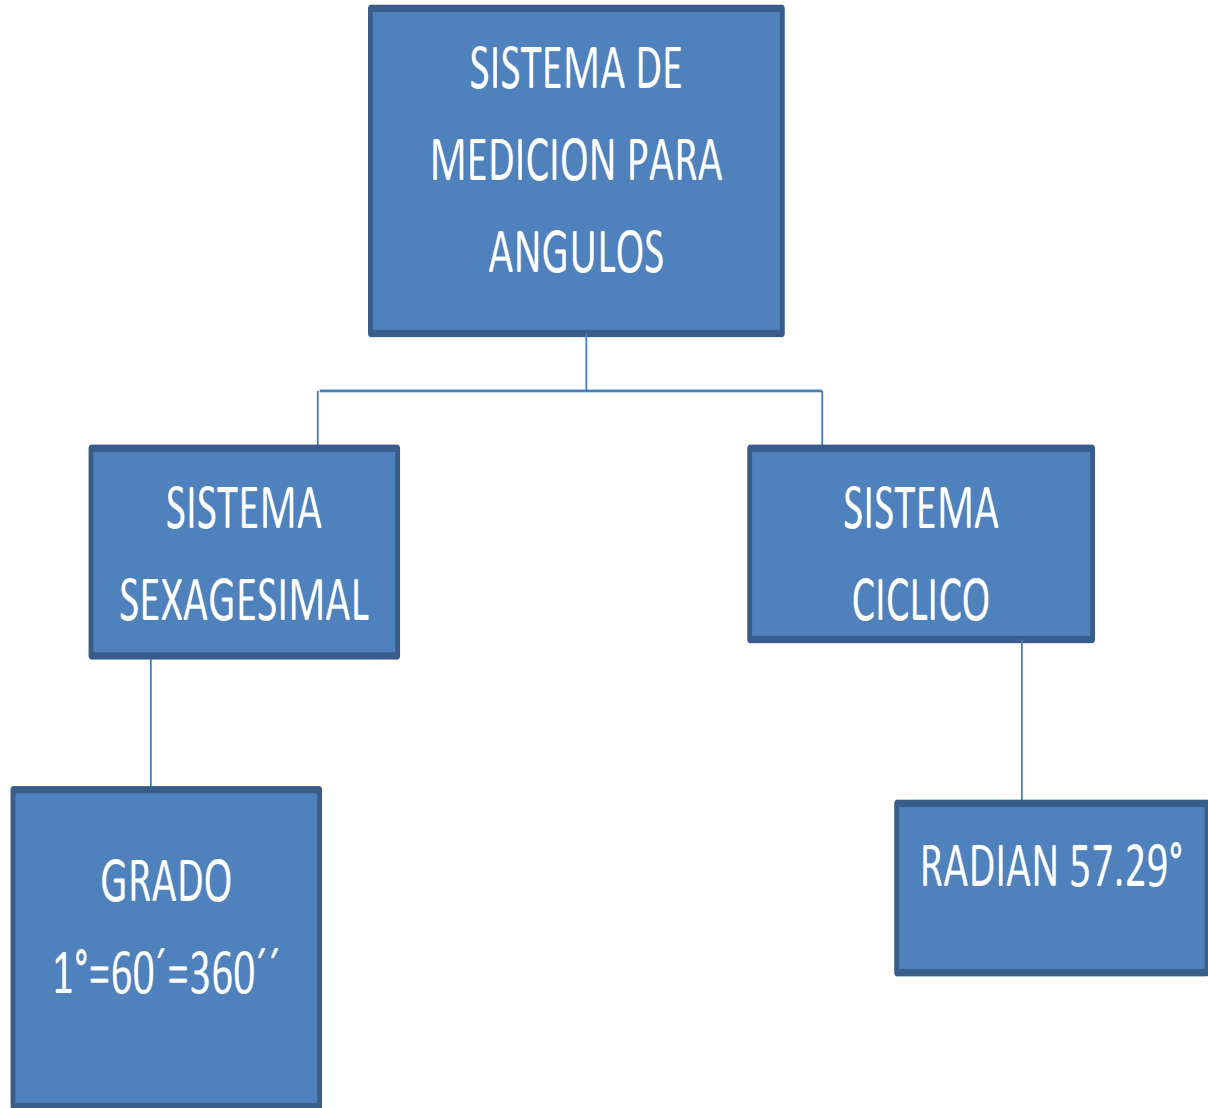 SISTEMA DE
MEDICION PARA
ANGULOS
SISTEMA
SEXAGESIMAL
SISTEMA
CICLICO
GRADO
1°=60´=360´´
RADIAN 57.29°